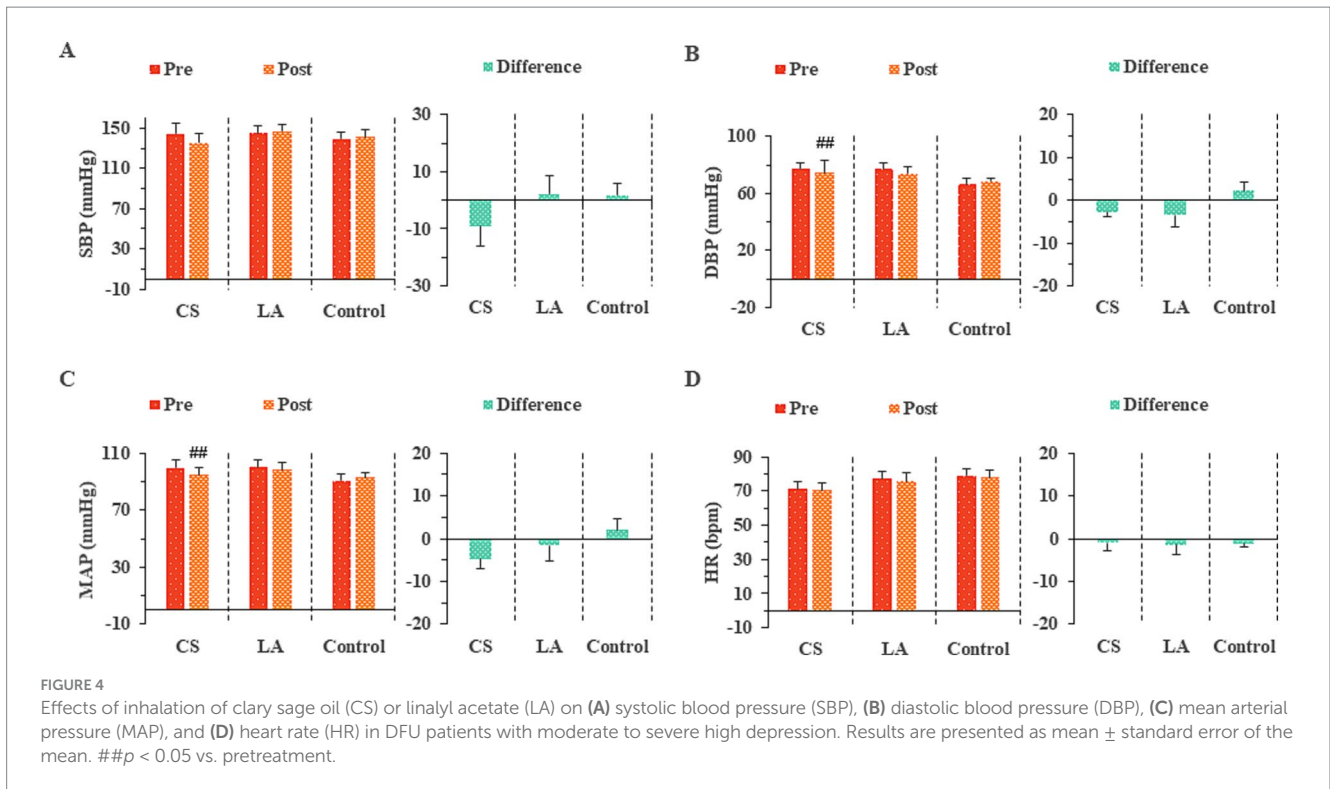 A
Pre Post Difference
SBP (mmHg)
150
110
70
30
-10
CS LA Control
30
10
-10
-30
CS LA Control
B
Pre Post Difference
DBP (mmHg)
100
60
20
-20
##
CS LA Control
20
10
0
-10
-20
CS LA Control
C
Pre Post Difference
MAP (mmHg)
110
70
30
-10
##
CS LA Control
20
10
0
-10
-20
CS LA Control
D
Pre Post Difference
HR (bpm)
90
70
50
30
10
-10
CS LA Control
20
10
0
-10
-20
CS LA Control
FIGURE 4
Effects of inhalation of clary sage oil (CS) or linalyl acetate (LA) on (A) systolic blood pressure (SBP), (B) diastolic blood pressure (DBP), (C) mean arterial
pressure (MAP), and (D) heart rate (HR) in DFU patients with moderate to severe high depression. Results are presented as mean ± standard error of the
mean. ##p < 0.05 vs. pretreatment.